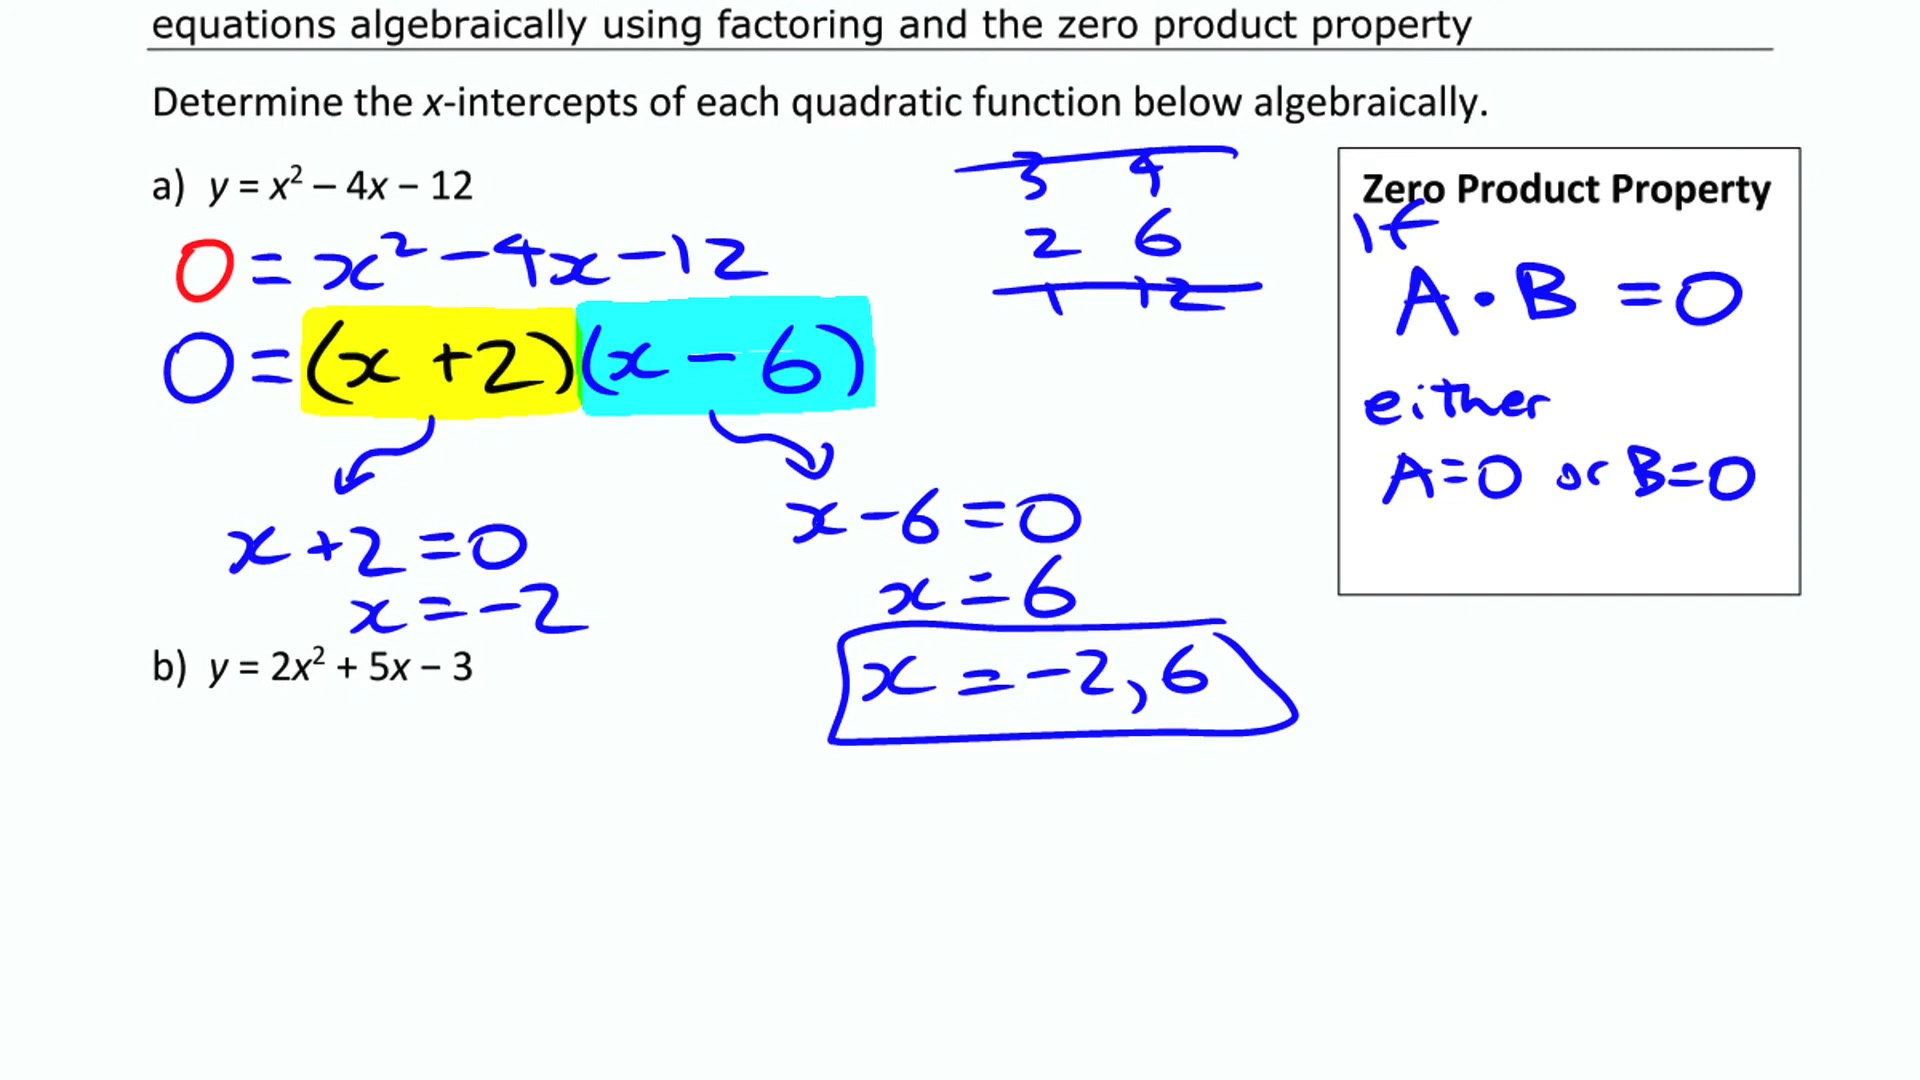 equations algebraically using factoring and the zero product property
Determine the x-intercepts of each quadratic function below algebraically.
a) y = x² – 4x – 12
0 = x² – 4x – 12
0 = (x + 2)(x – 6)
x + 2 = 0
x = –2
x – 6 = 0
x = 6
x = –2, 6
3 4
2 6
1 12
Zero Product Property
If
A · B = 0
either
A = 0 or B = 0
b) y = 2x² + 5x – 3